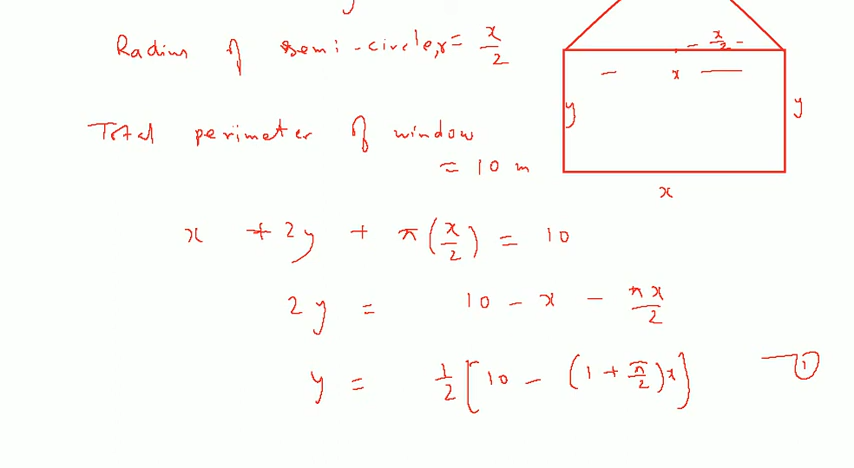 y
Radius of semi-circle, r = x/2
- x/2 -
- x —
y y
Total perimeter of window
= 10 m
x
x + 2y + π(x/2) = 10
2y = 10 - x - πx/2
y = 1/2[10 - (1 + π/2)x] — ①